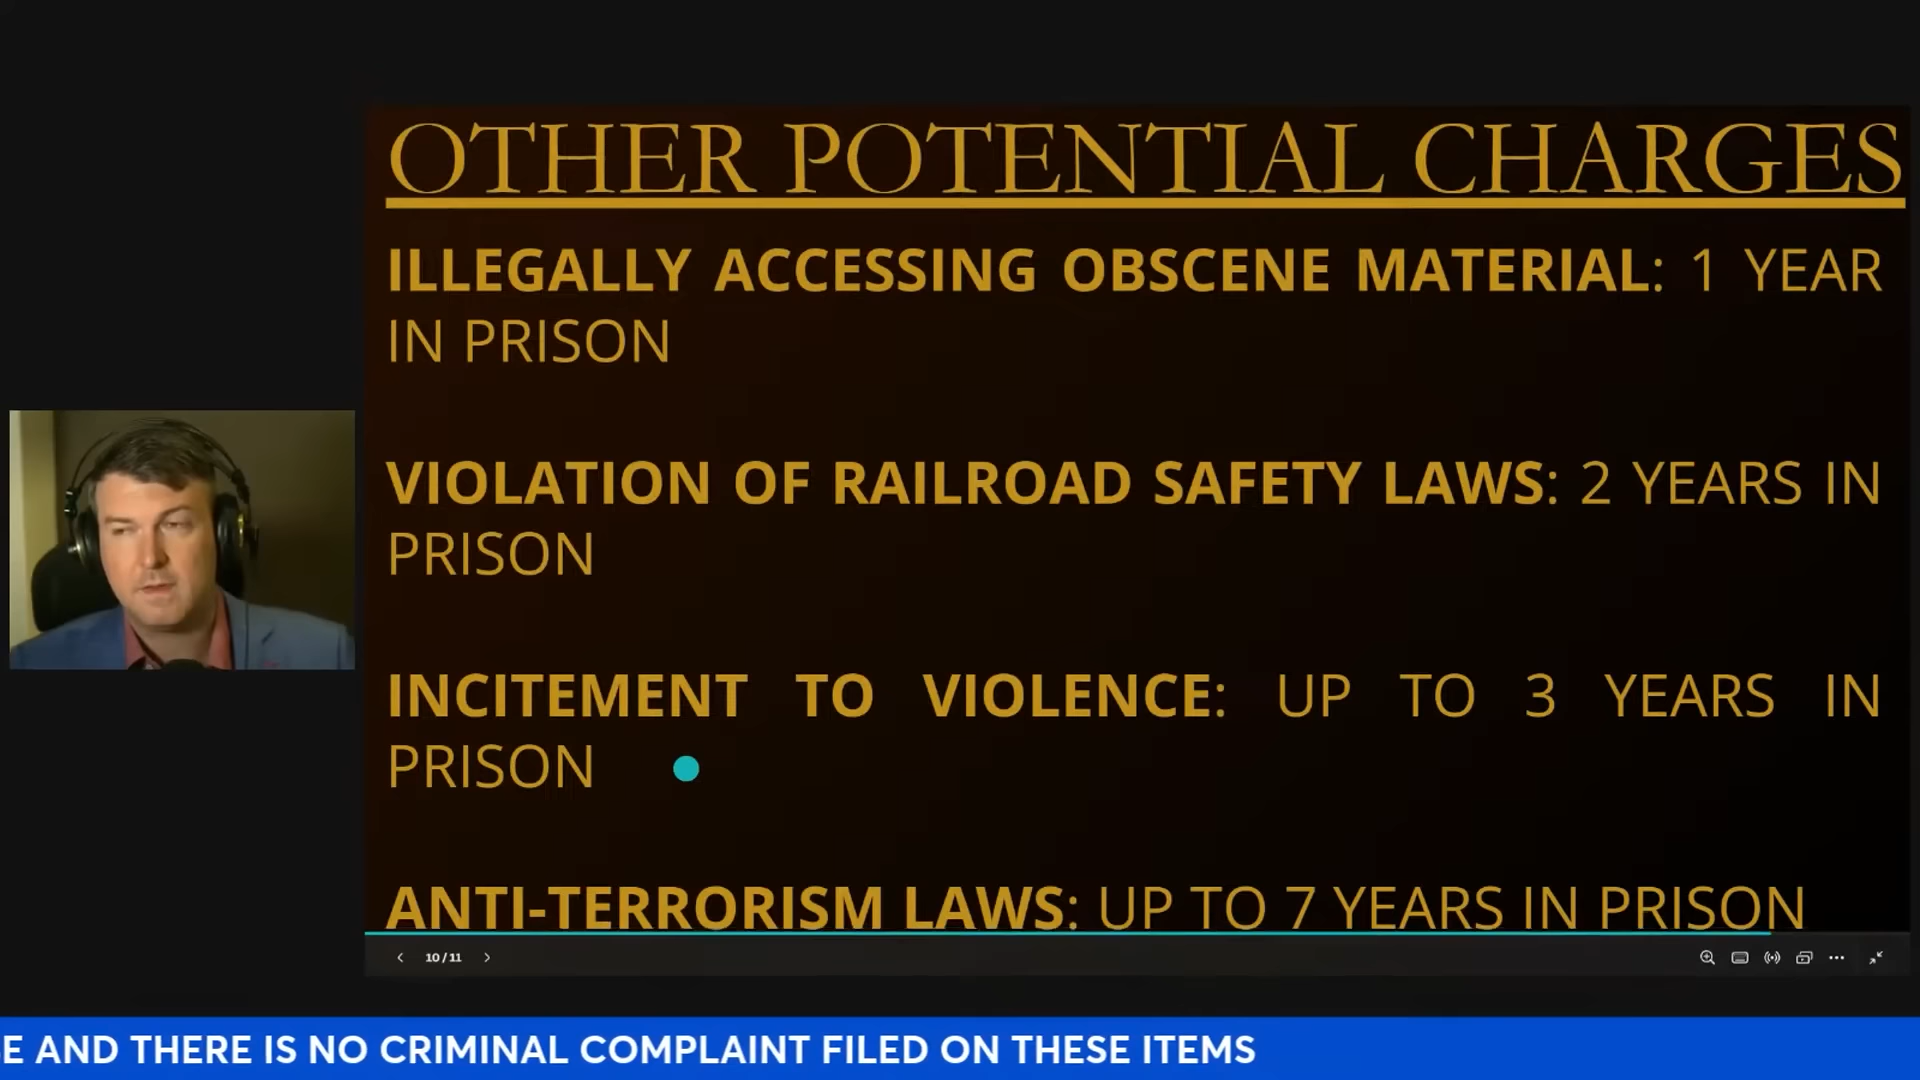 OTHER POTENTIAL CHARGES
ILLEGALLY ACCESSING OBSCENE MATERIAL: 1 YEAR
IN PRISON
VIOLATION OF RAILROAD SAFETY LAWS: 2 YEARS IN
PRISON
INCITEMENT TO VIOLENCE: UP TO 3 YEARS IN
PRISON
ANTI-TERRORISM LAWS: UP TO 7 YEARS IN PRISON
10 / 11
E AND THERE IS NO CRIMINAL COMPLAINT FILED ON THESE ITEMS